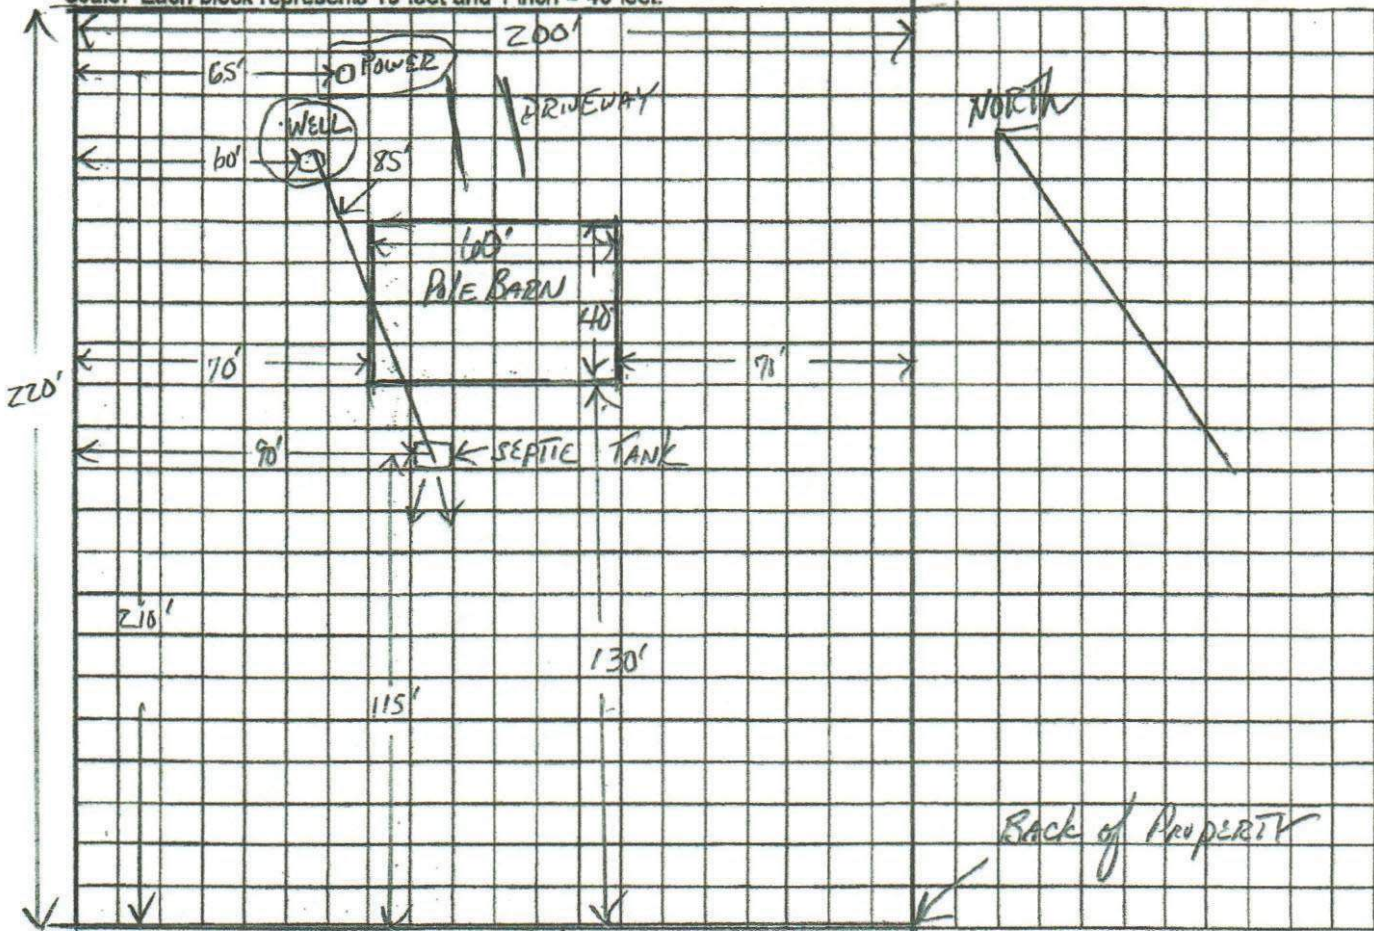 Scale: Each block represents 10 feet and 1 inch = 40 feet.
200'
65'
POWER
DRIVEWAY
NORTH
WELL
60'
85'
60'
POLE BARN
40'
70'
70'
220'
90'
SEPTIC TANK
210'
130'
115'
BACK of PROPERTY